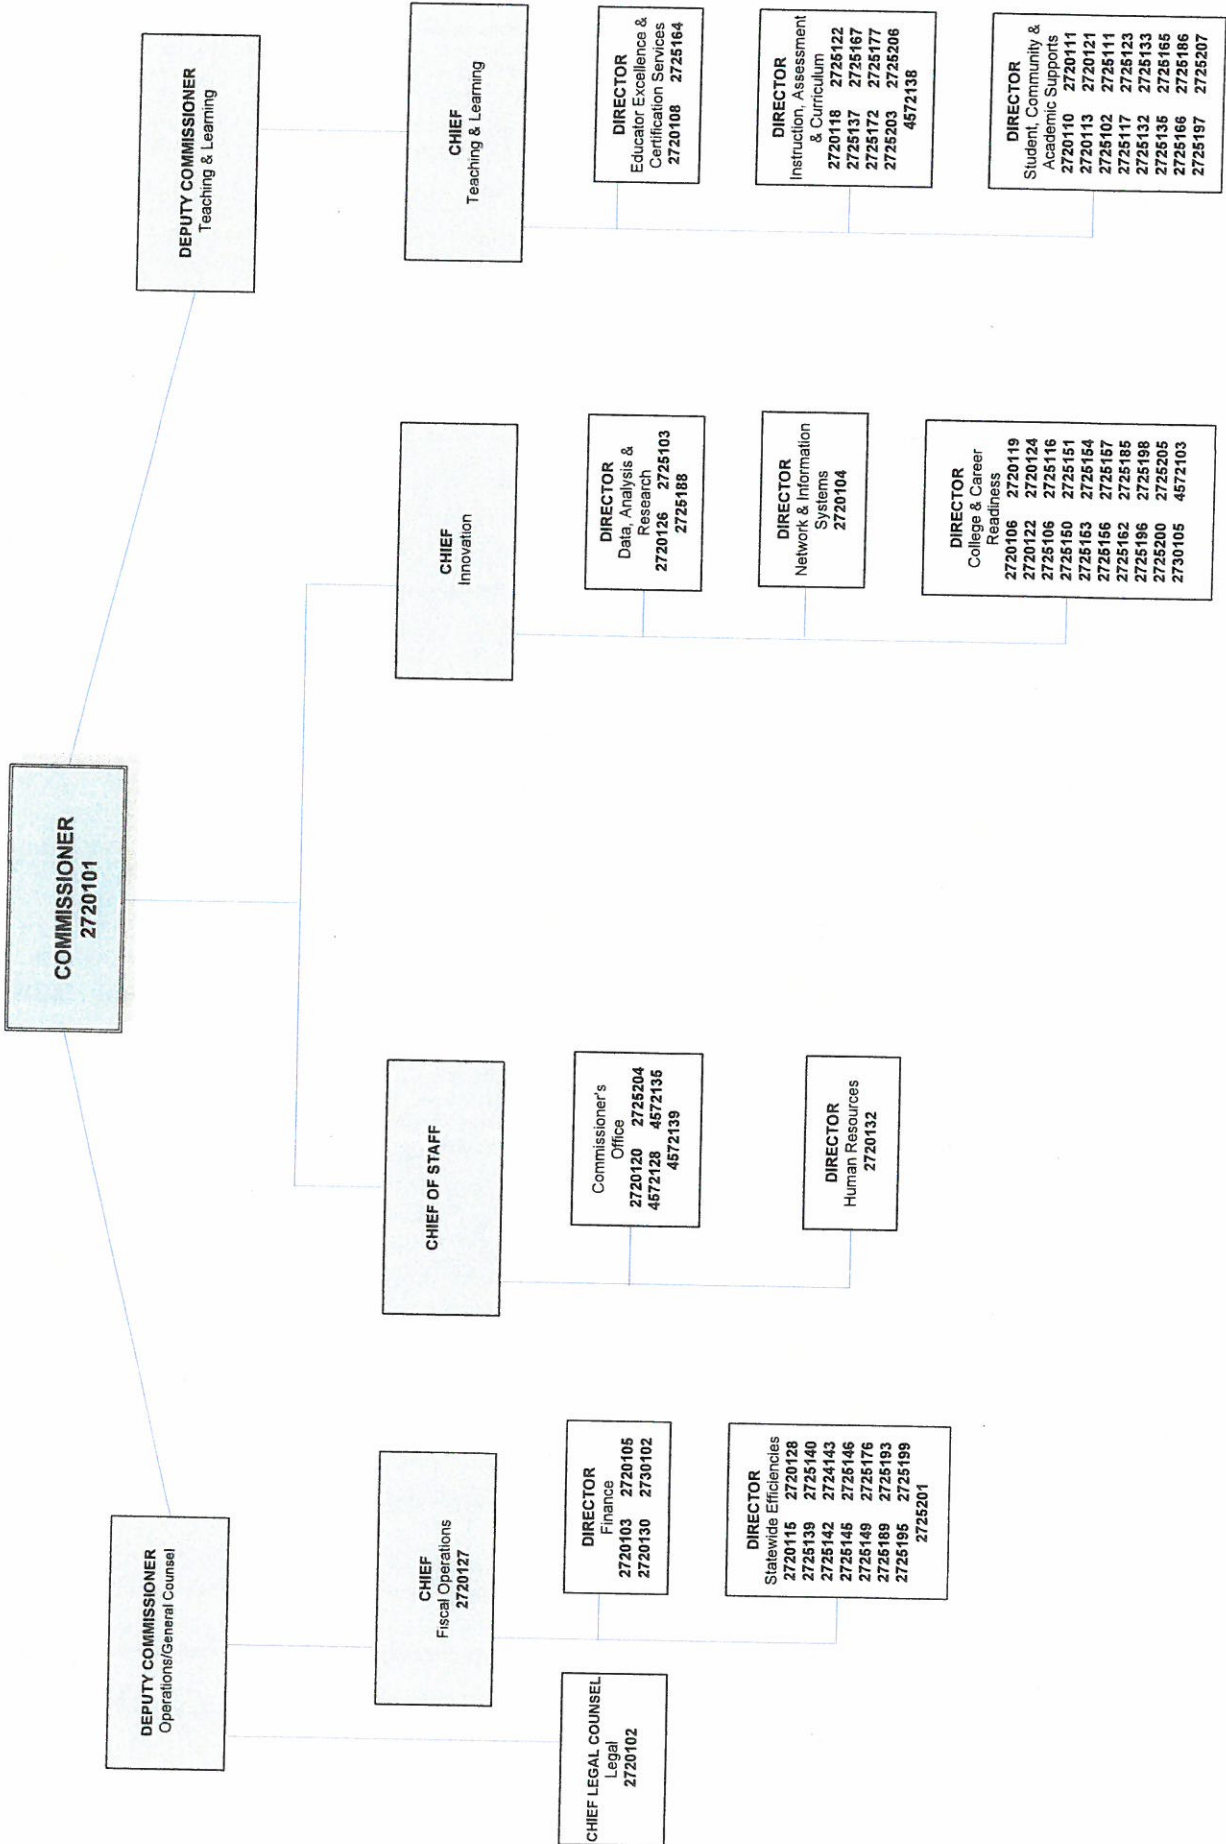 COMMISSIONER
2720101
DEPUTY COMMISSIONER
Operations/General Counsel
DEPUTY COMMISSIONER
Teaching & Learning
CHIEF LEGAL COUNSEL
Legal
2720102
CHIEF
Fiscal Operations
2720127
DIRECTOR
Finance
2720103 2720105
2720130 2730102
DIRECTOR
Statewide Efficiencies
2720115 2720128
2725139 2725140
2725142 2724143
2725145 2725146
2725149 2725176
2725189 2725193
2725195 2725199
2725201
CHIEF OF STAFF
Commissioner's
Office
2720120 2725204
4572128 4572135
4572139
DIRECTOR
Human Resources
2720132
CHIEF
Innovation
DIRECTOR
Data, Analysis &
Research
2720126 2725103
2725188
DIRECTOR
Network & Information
Systems
2720104
DIRECTOR
College & Career
Readiness
2720106 2720119
2720122 2720124
2725106 2725116
2725150 2725151
2725153 2725154
2725156 2725157
2725162 2725185
2725196 2725198
2725200 2725205
2730105 4572103
CHIEF
Teaching & Learning
DIRECTOR
Educator Excellence &
Certification Services
2720108 2725164
DIRECTOR
Instruction, Assessment
& Curriculum
2720118 2725122
2725137 2725167
2725172 2725177
2725203 2725206
4572138
DIRECTOR
Student, Community &
Academic Supports
2720110 2720111
2720113 2720121
2725102 2725111
2725117 2725123
2725132 2725133
2725135 2725165
2725166 2725186
2725197 2725207